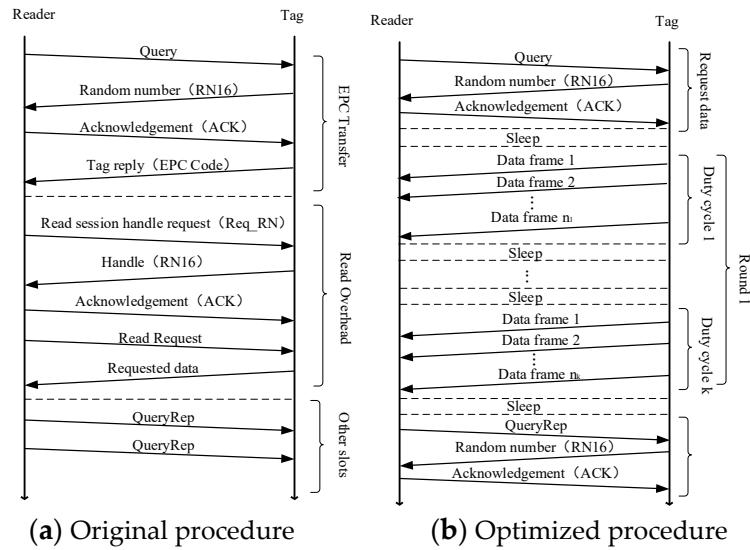 Reader
Tag
Query
Random number（RN16）
Acknowledgement（ACK）
Tag reply（EPC Code）
EPC Transfer
Read session handle request（Req_RN）
Handle（RN16）
Acknowledgement（ACK）
Read Request
Requested data
Read Overhead
QueryRep
QueryRep
Other slots
(a) Original procedure
Reader
Tag
Query
Random number（RN16）
Acknowledgement（ACK）
Request data
Sleep
Data frame 1
Data frame 2
⋮
Data frame n₁
Duty cycle 1
Sleep
⋮
Sleep
Round 1
Data frame 1
Data frame 2
⋮
Data frame nₖ
Duty cycle k
Sleep
QueryRep
Random number（RN16）
Acknowledgement（ACK）
(b) Optimized procedure